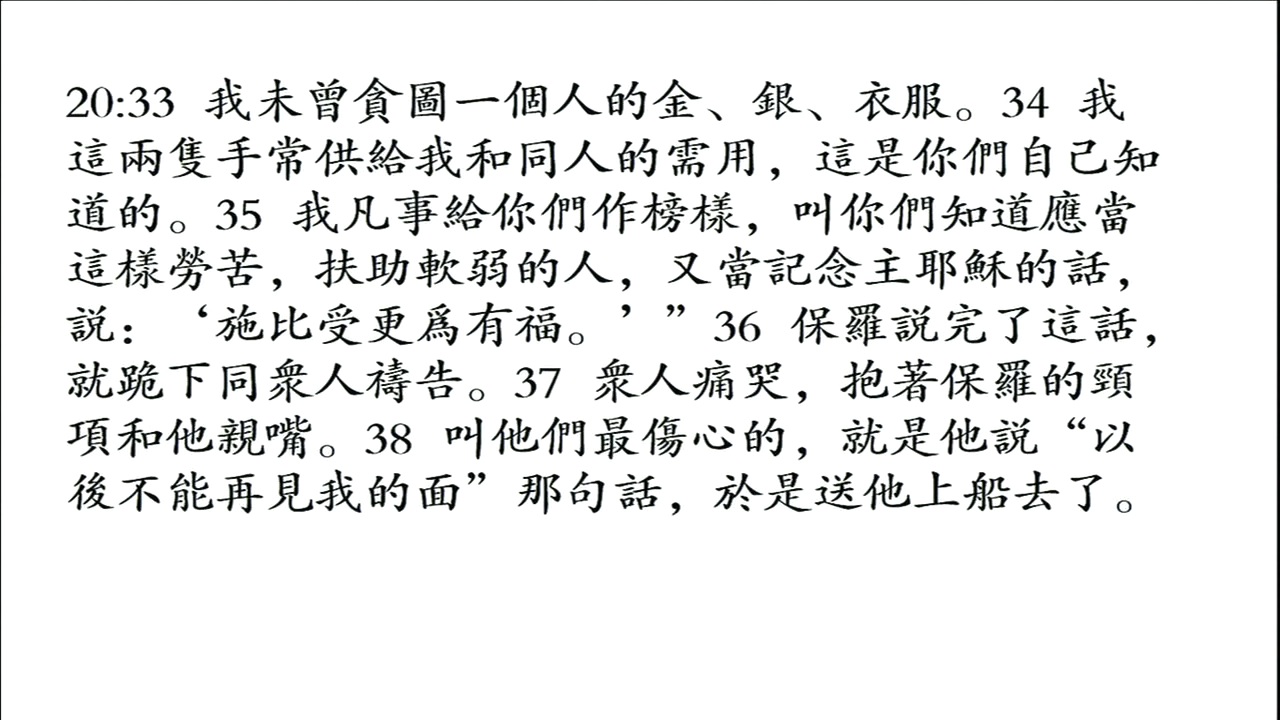 20:33 我未曾貪圖一個人的金、銀、衣服。34 我
這兩隻手常供給我和同人的需用，這是你們自己知
道的。35 我凡事給你們作榜樣，叫你們知道應當
這樣勞苦，扶助軟弱的人，又當記念主耶穌的話，
説：‘施比受更爲有福。’”36 保羅説完了這話，
就跪下同衆人禱告。37 衆人痛哭，抱著保羅的頸
項和他親嘴。38 叫他們最傷心的，就是他説“以
後不能再見我的面”那句話，於是送他上船去了。